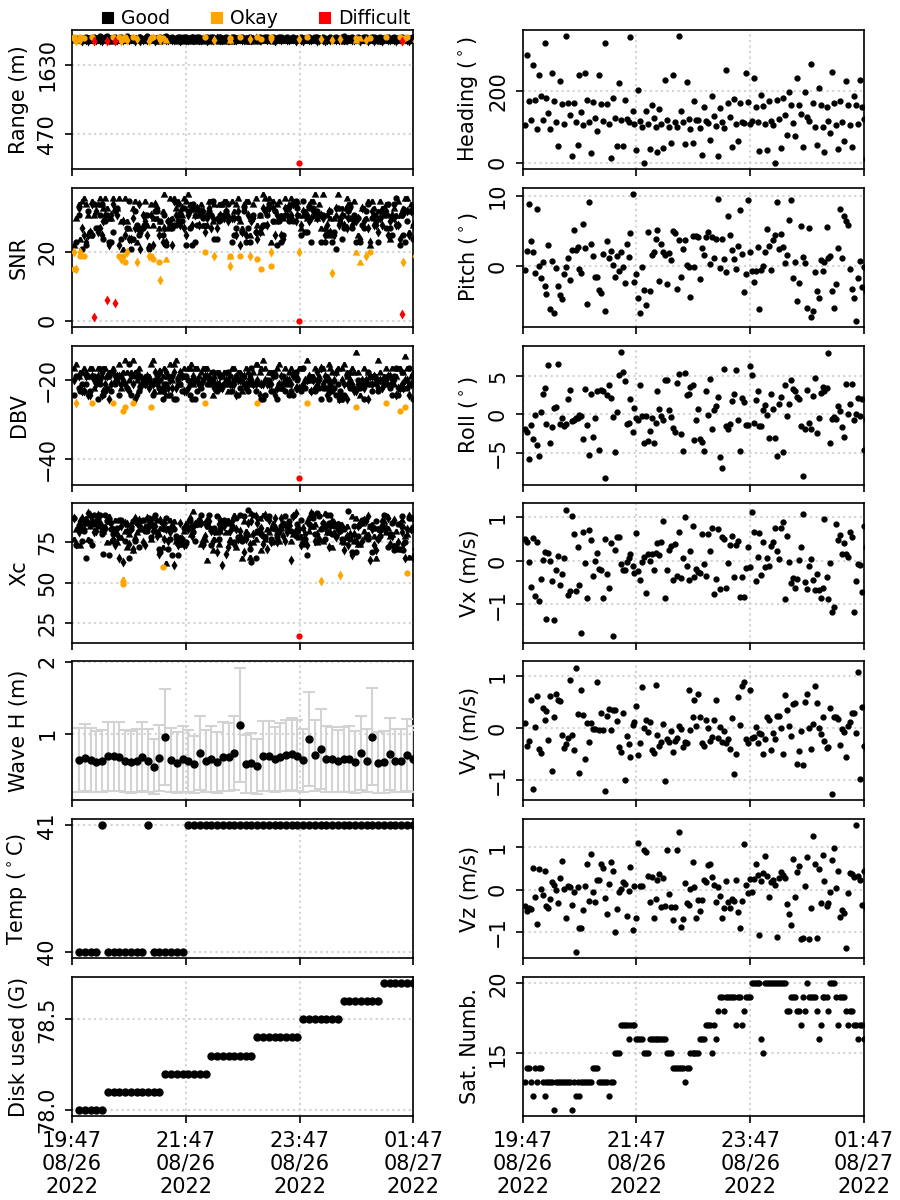 Good Okay Difficult
Range (m)
1630
470
Heading (°)
200
0
SNR
20
0
Pitch (°)
10
0
DBV
−20
−40
Roll (°)
5
0
−5
Xc
75
50
25
Vx (m/s)
1
0
−1
Wave H (m)
2
1
Vy (m/s)
1
0
−1
Temp (°C)
41
40
Vz (m/s)
1
0
−1
Disk used (G)
78.5
78.0
Sat. Numb.
20
15
19:47 21:47 23:47 01:47
08/26 08/26 08/26 08/27
2022 2022 2022 2022
19:47 21:47 23:47 01:47
08/26 08/26 08/26 08/27
2022 2022 2022 2022